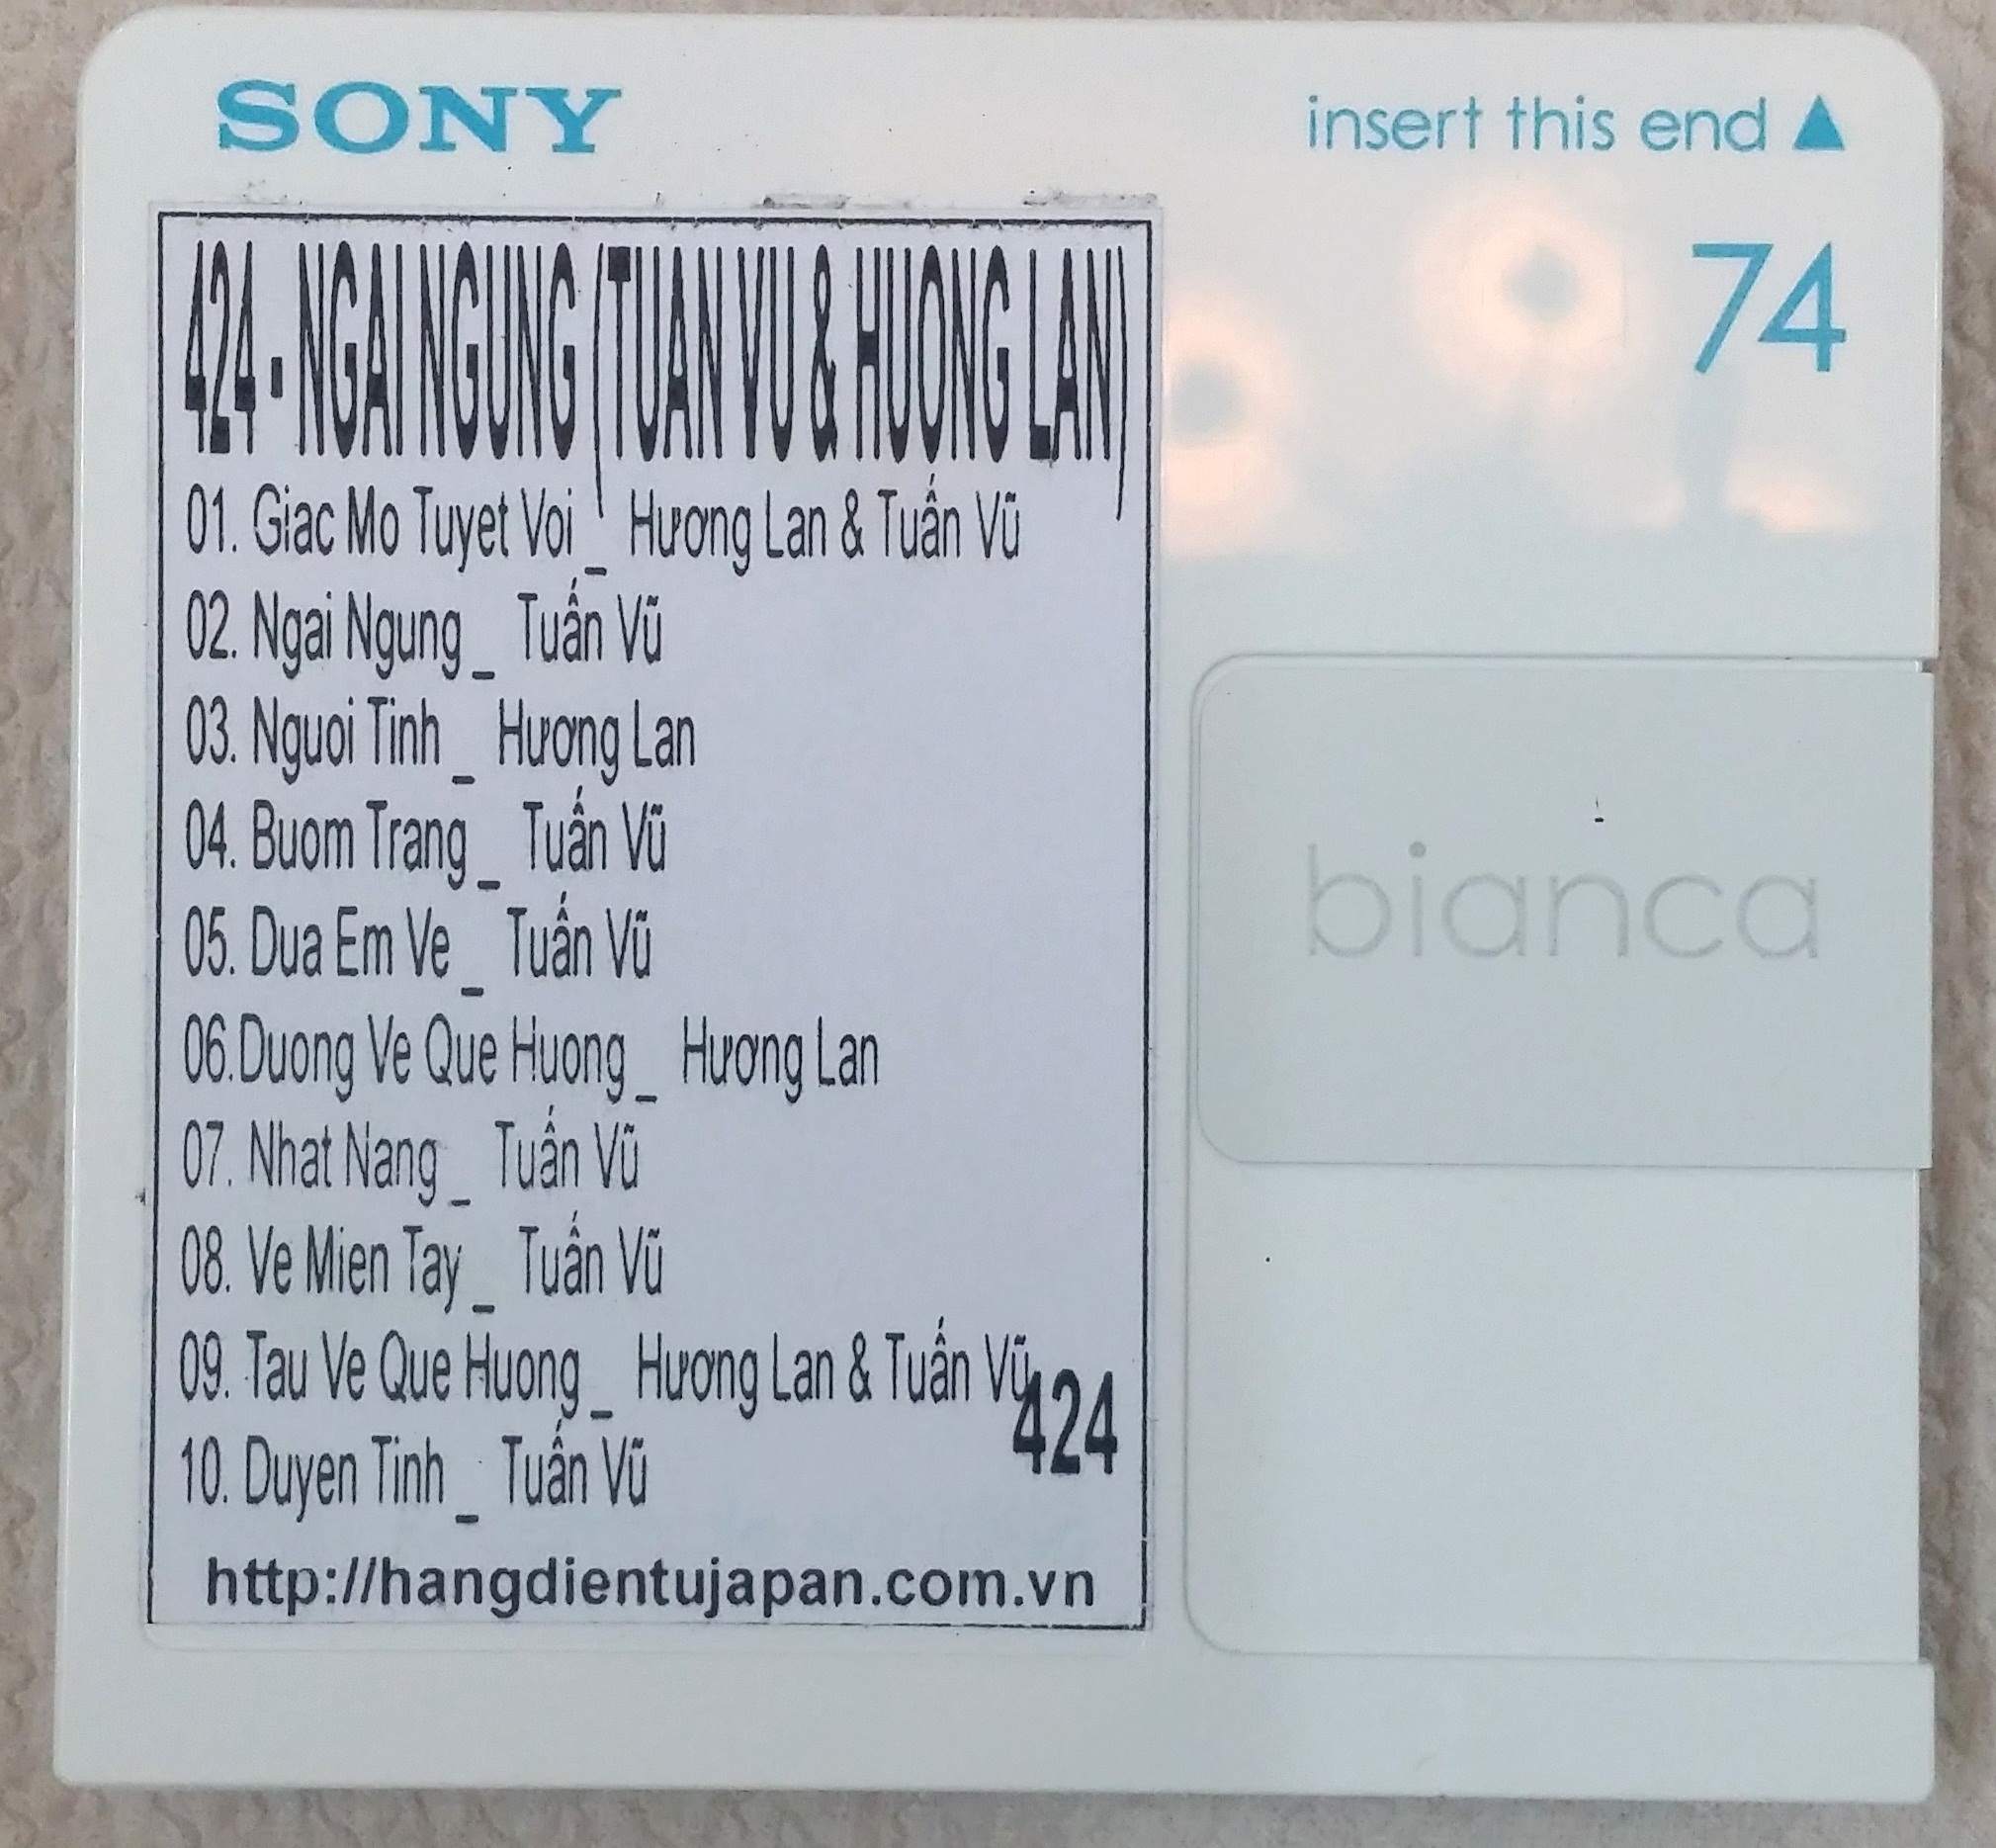 SONY
insert this end ▲
74
424 - NGAI NGUNG (TUAN VU & HUONG LAN)
01. Giac Mo Tuyet Voi _ Hương Lan & Tuấn Vũ
02. Ngai Ngung _ Tuấn Vũ
03. Nguoi Tinh _ Hương Lan
04. Buom Trang _ Tuấn Vũ
05. Dua Em Ve _ Tuấn Vũ
06.Duong Ve Que Huong _ Hương Lan
07. Nhat Nang _ Tuấn Vũ
08. Ve Mien Tay _ Tuấn Vũ
09. Tau Ve Que Huong _ Hương Lan & Tuấn Vũ
424
10. Duyen Tinh _ Tuấn Vũ
http://hangdientujapan.com.vn
bianca